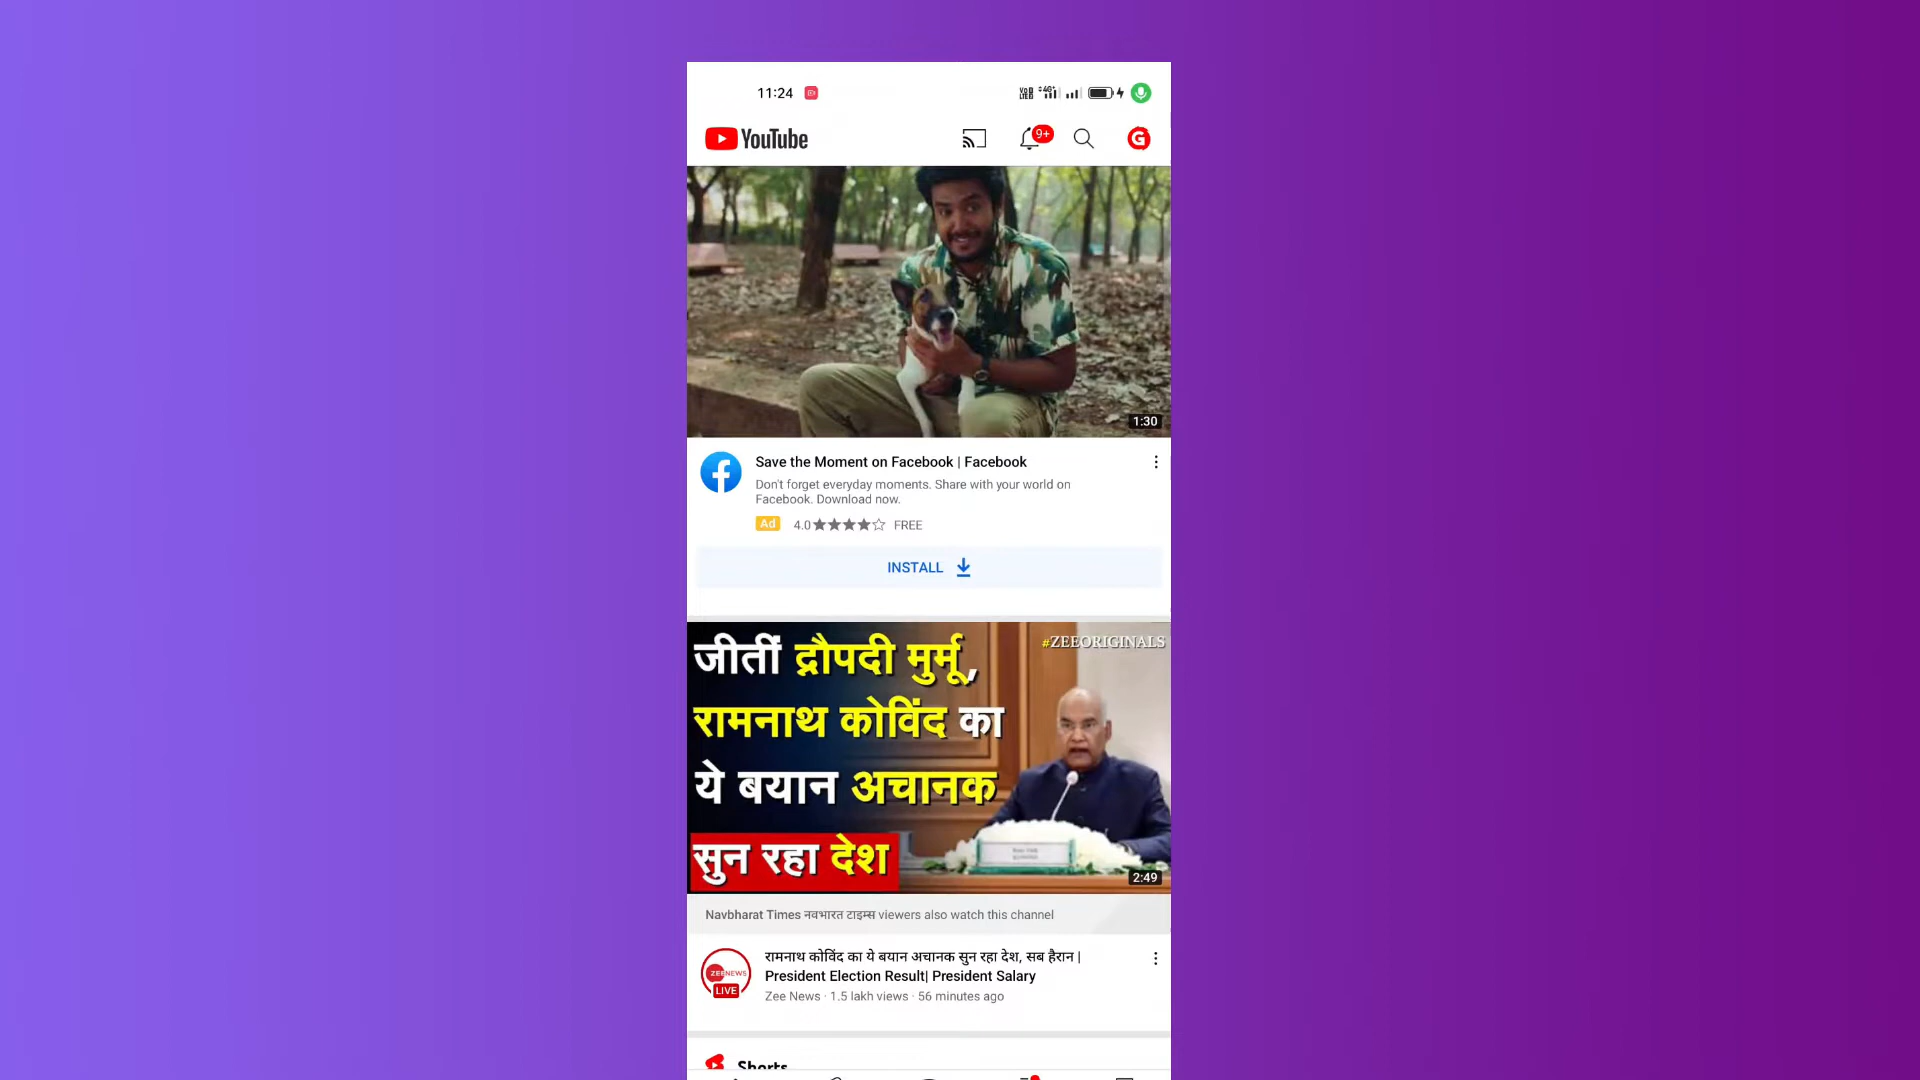 11:24
YouTube
9+
G
1:30
Save the Moment on Facebook | Facebook
Don't forget everyday moments. Share with your world on
Facebook. Download now.
Ad 4.0 FREE
INSTALL
#ZEEORIGINALS
जीतीं द्रौपदी मुर्मू,
रामनाथ कोविंद का
ये बयान अचानक
सुन रहा देश
2:49
Navbharat Times नवभारत टाइम्स viewers also watch this channel
ZEE NEWS
LIVE
रामनाथ कोविंद का ये बयान अचानक सुन रहा देश, सब हैरान |
President Election Result| President Salary
Zee News · 1.5 lakh views · 56 minutes ago
Shorts